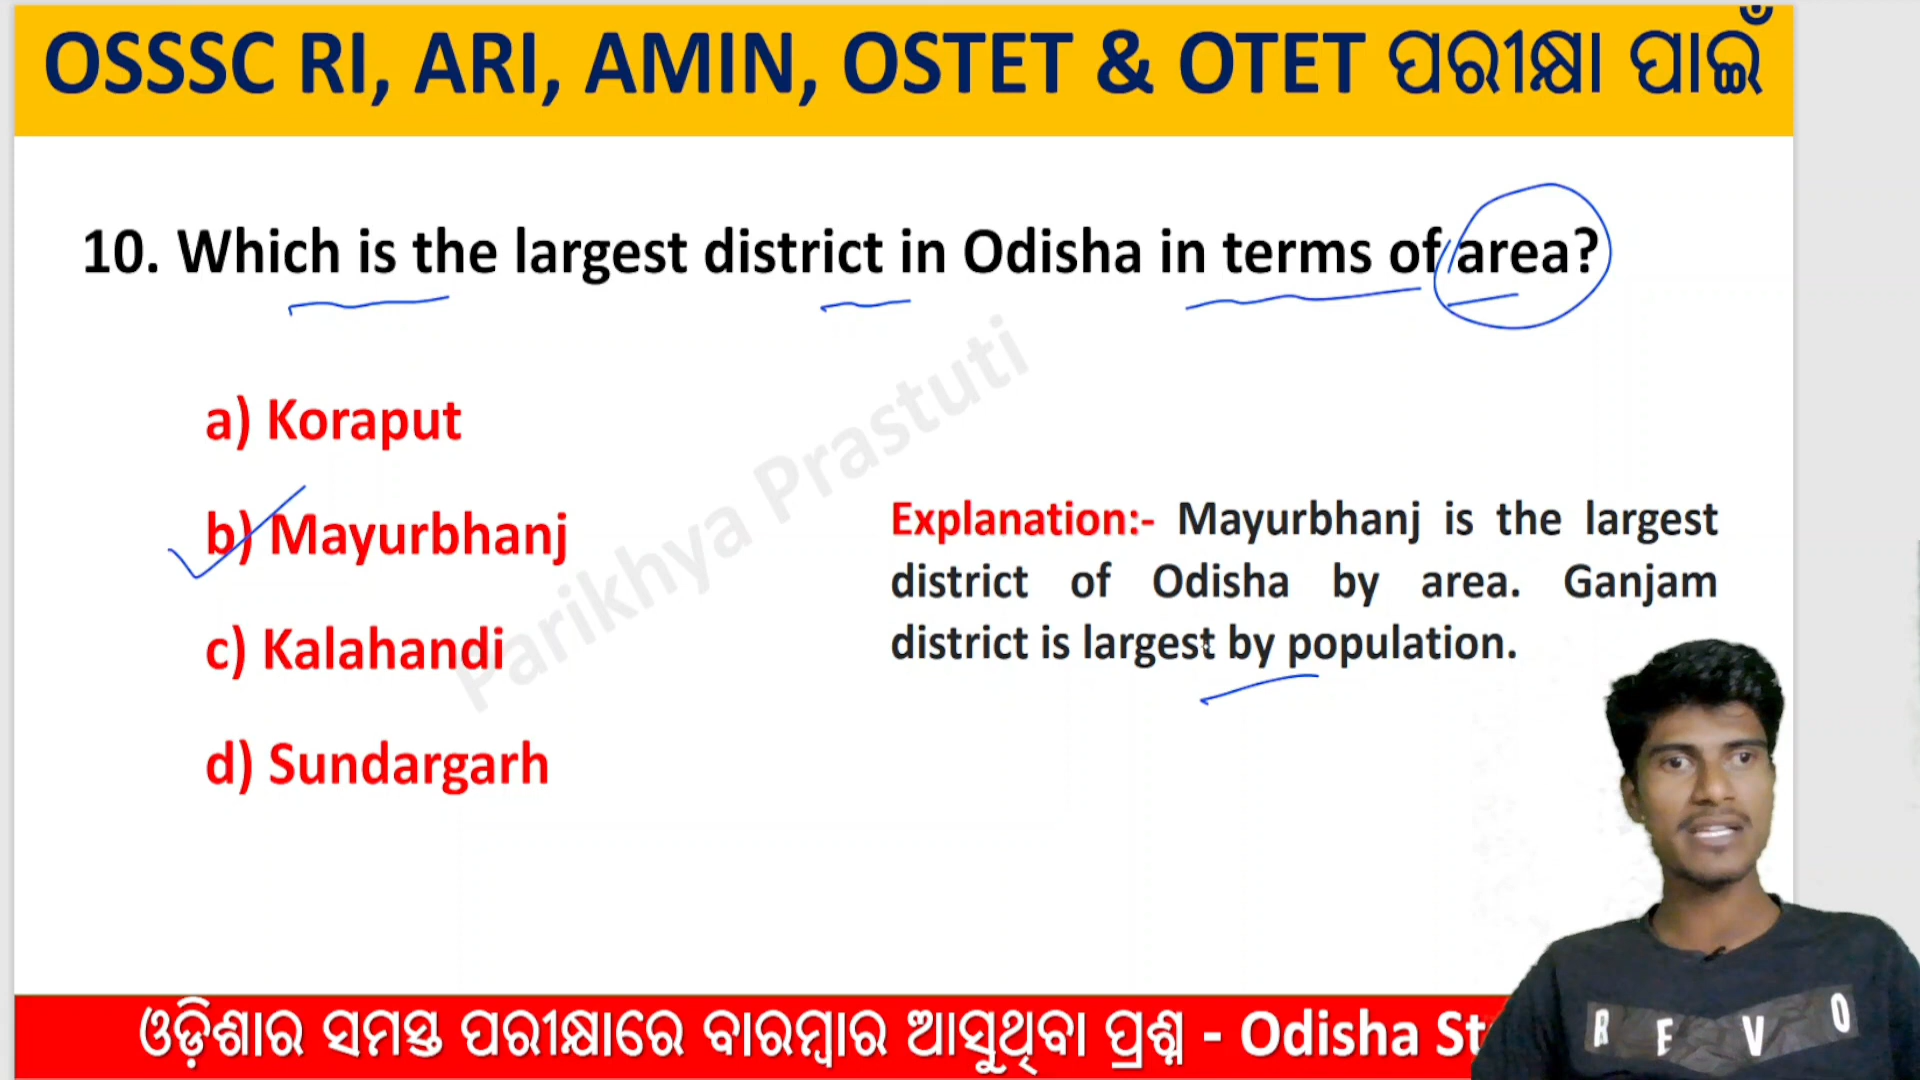 OSSSC RI, ARI, AMIN, OSTET & OTET ପରୀକ୍ଷା ପାଇଁ
10. Which is the largest district in Odisha in terms of area?
a) Koraput
b) Mayurbhanj
c) Kalahandi
d) Sundargarh
Explanation:- Mayurbhanj is the largest
district of Odisha by area. Ganjam
district is largest by population.
Parikhya Prastuti
ଓଡ଼ିଶାର ସମସ୍ତ ପରୀକ୍ଷାରେ ବାରମ୍ବାର ଆସୁଥିବା ପ୍ରଶ୍ନ - Odisha
R E V O